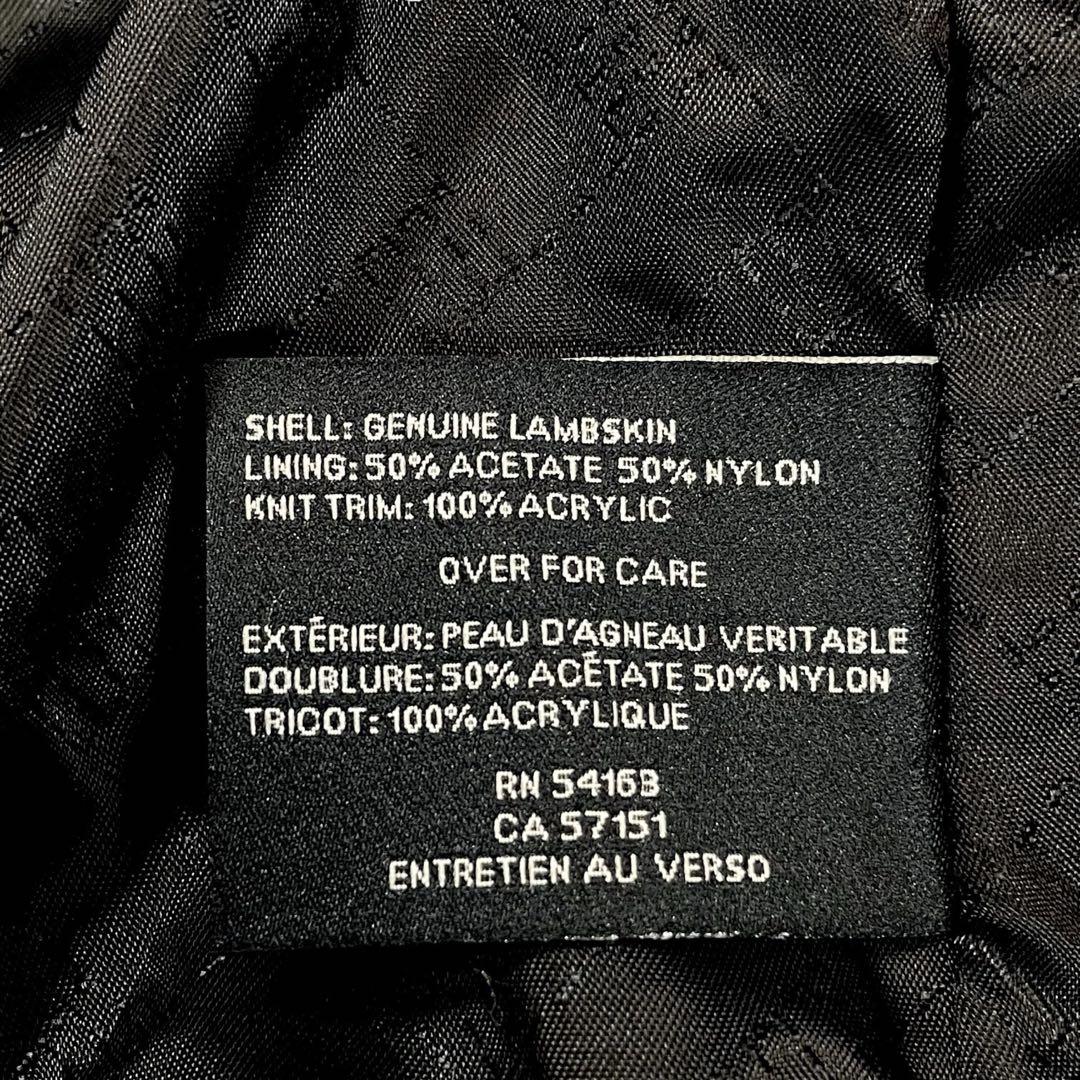 SHELL: GENUINE LAMBSKIN
LINING: 50% ACETATE 50% NYLON
KNIT TRIM: 100% ACRYLIC
OVER FOR CARE
EXTÉRIEUR: PEAU D'AGNEAU VERITABLE
DOUBLURE: 50% ACÉTATE 50% NYLON
TRICOT: 100% ACRYLIQUE
RN 54163
CA 57151
ENTRETIEN AU VERSO